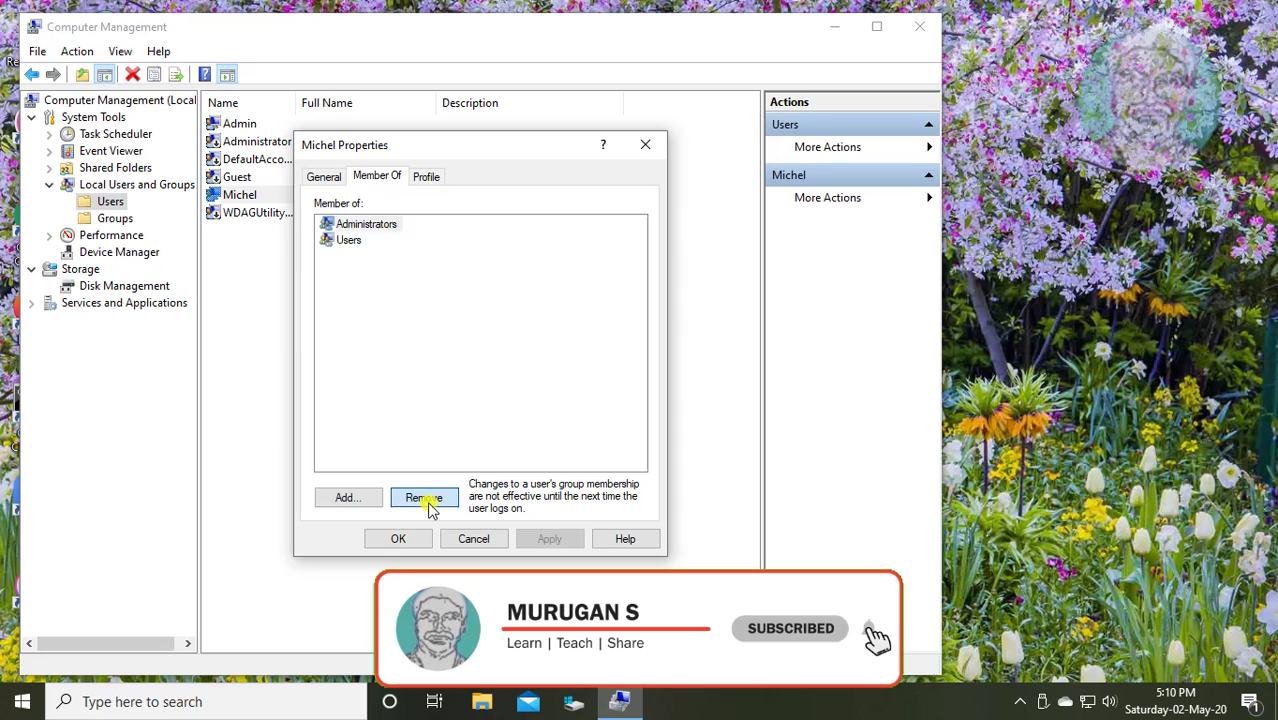 Computer Management
File Action View Help
Computer Management (Local
System Tools
Task Scheduler
Event Viewer
Shared Folders
Local Users and Groups
Users
Groups
Performance
Device Manager
Storage
Disk Management
Services and Applications
Name Full Name Description
Admin
Administrator
DefaultAcco...
Guest
Michel
WDAGUtility...
Michel Properties
General Member Of Profile
Member of:
Administrators
Users
Add... Remove
Changes to a user's group membership
are not effective until the next time the
user logs on.
OK Cancel Apply Help
Actions
Users
More Actions
Michel
More Actions
MURUGAN S
Learn | Teach | Share
SUBSCRIBED
Type here to search
5:10 PM
Saturday-02-May-20
1